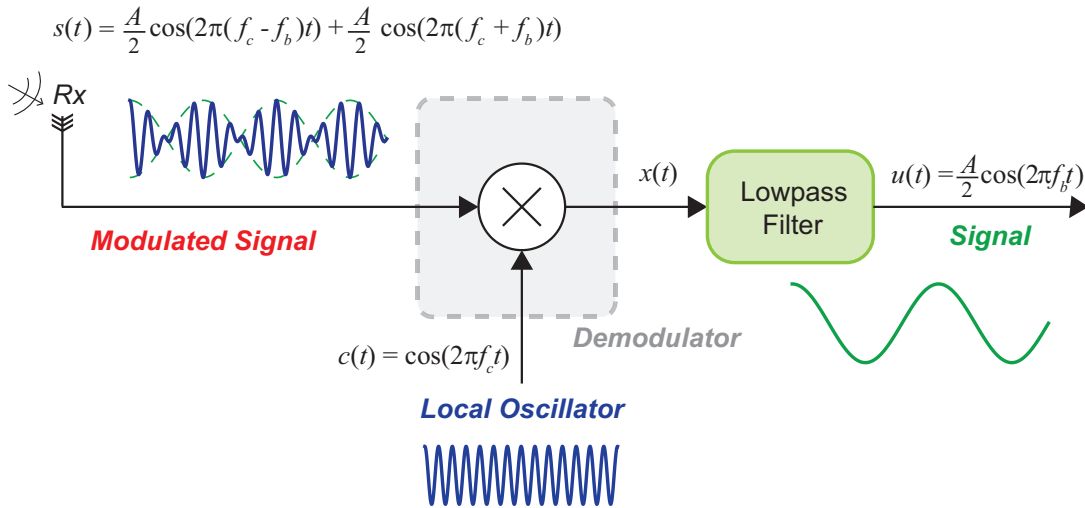 s(t) = A/2 cos(2π(f_c - f_b)t) + A/2 cos(2π(f_c + f_b)t)
Rx
x(t)
Lowpass
Filter
u(t) = A/2 cos(2πf_b t)
Modulated Signal
Signal
Demodulator
c(t) = cos(2πf_c t)
Local Oscillator